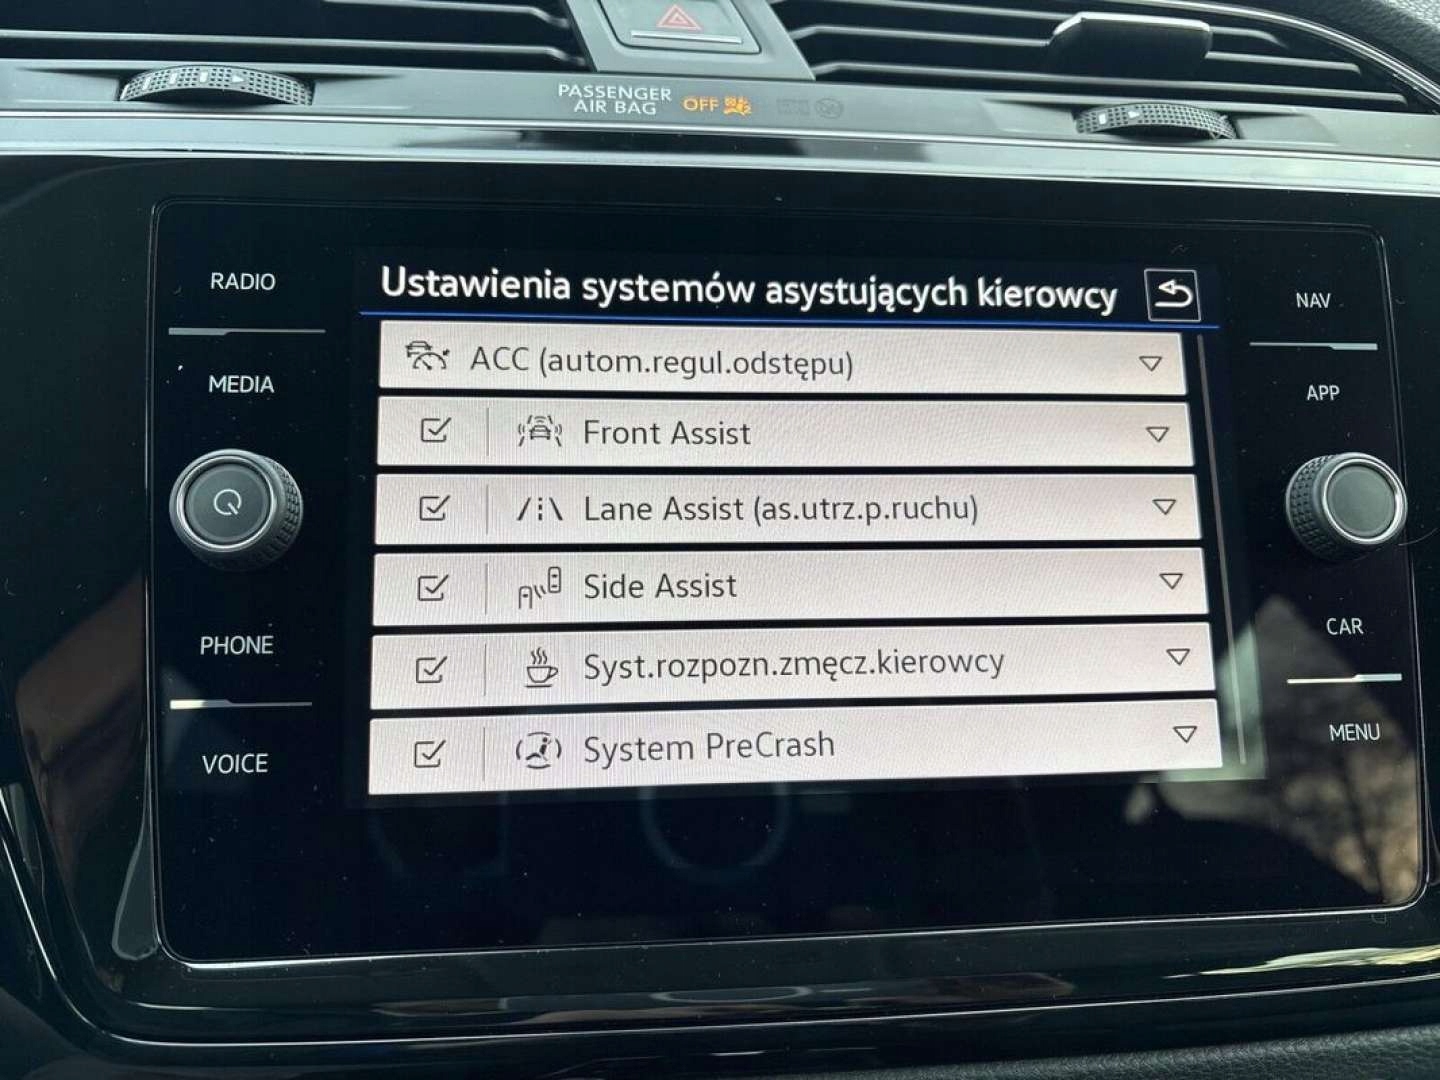 PASSENGER
AIR BAG OFF
RADIO
MEDIA
PHONE
VOICE
Ustawienia systemów asystujących kierowcy
ACC (autom.regul.odstępu)
Front Assist
Lane Assist (as.utrz.p.ruchu)
Side Assist
Syst.rozpozn.zmęcz.kierowcy
System PreCrash
NAV
APP
CAR
MENU